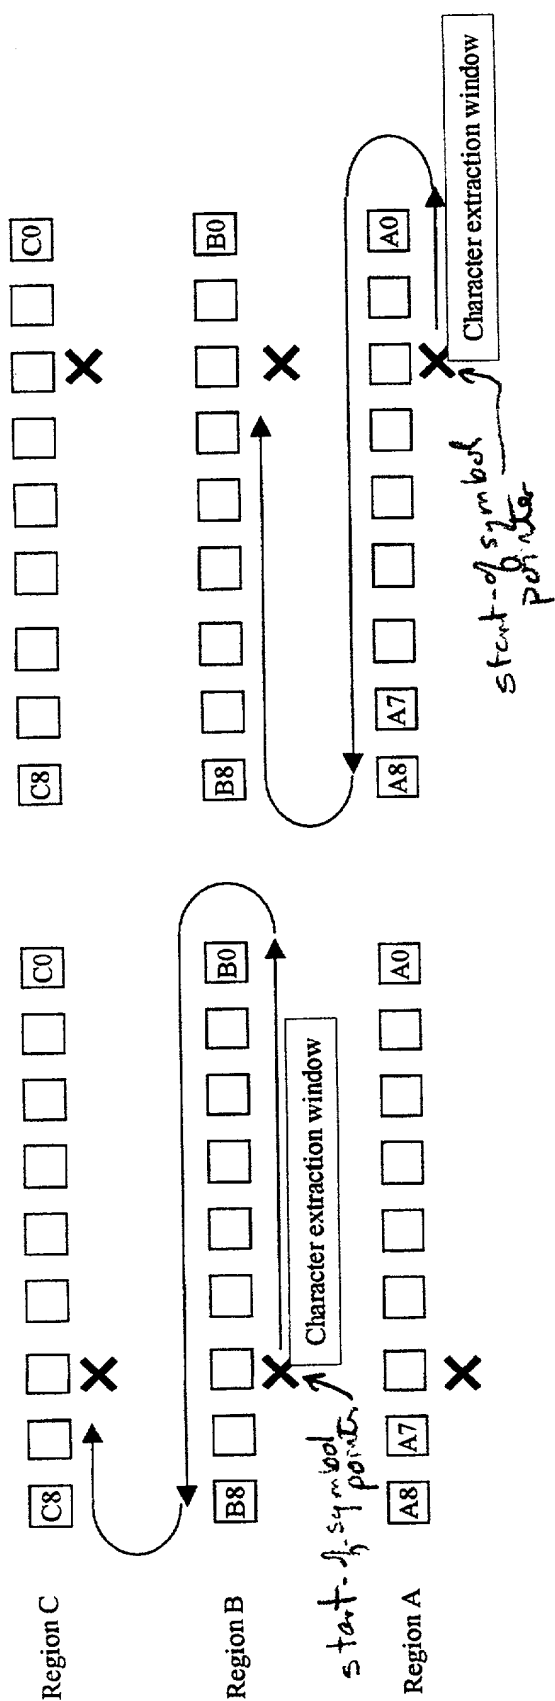 Region C
C8
C0
C8
C0
Region B
B8
B0
B8
B0
Character extraction window
start-of-symbol
pointer
Region A
A8
A7
A0
A8
A7
A0
Character extraction window
start-of symbol
pointer